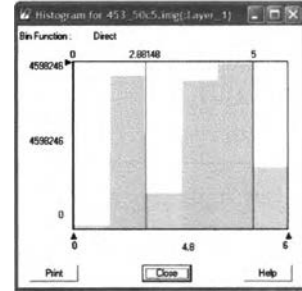 Histogram for 453_50c5.img(:Layer_1)
Bin Function: Direct
0 2.88148 5
4598246
4598246
0
0 4.8 6
Print Close Help